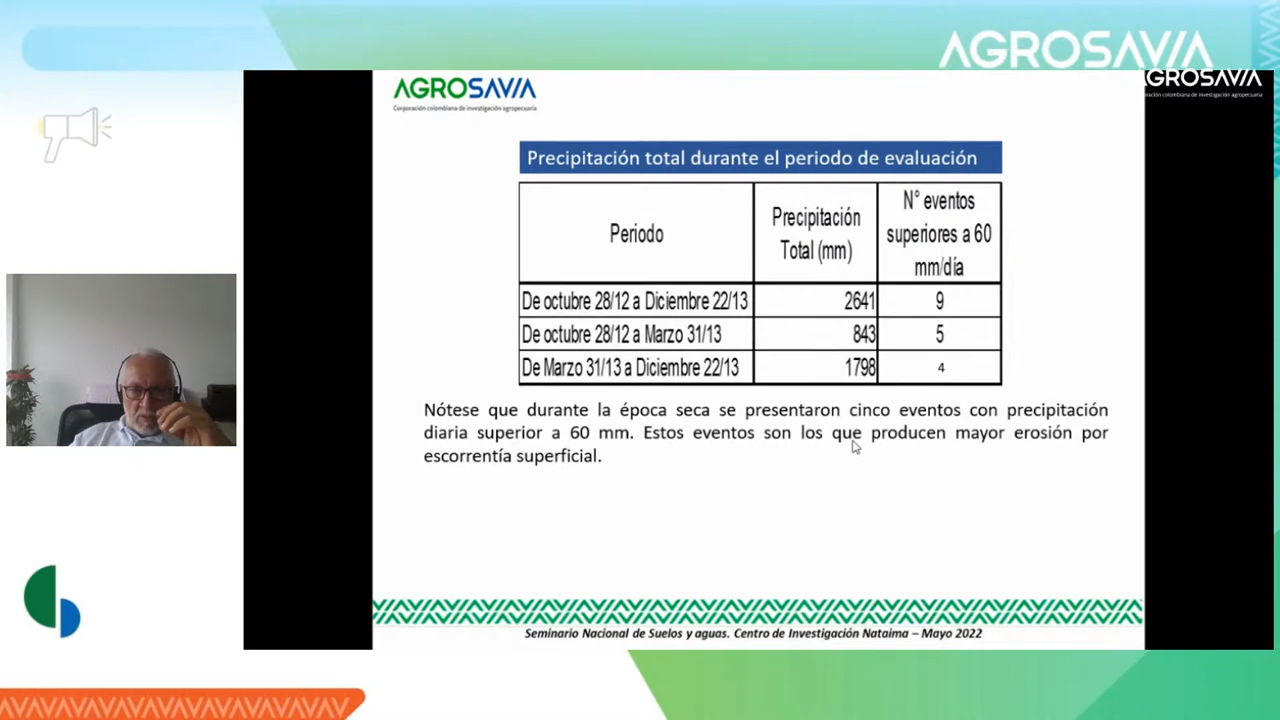 AGROSAVIA
AGROSAVIA
Corporación colombiana de investigación agropecuaria
AGROSAVIA
colombiana de investigación agropecuaria
Precipitación total durante el periodo de evaluación
Periodo
Precipitación
Total (mm)
N° eventos
superiores a 60
mm/día
De octubre 28/12 a Diciembre 22/13 2641 9
De octubre 28/12 a Marzo 31/13 843 5
De Marzo 31/13 a Diciembre 22/13 1798 4
Nótese que durante la época seca se presentaron cinco eventos con precipitación
diaria superior a 60 mm. Estos eventos son los que producen mayor erosión por
escorrentía superficial.
Seminario Nacional de Suelos y aguas. Centro de Investigación Nataima – Mayo 2022